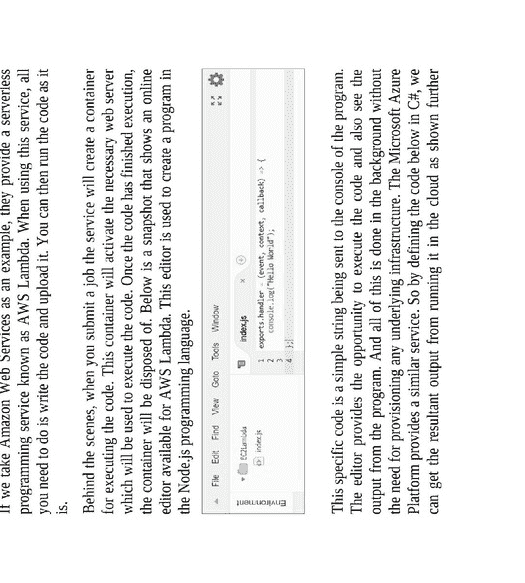 If we take Amazon Web Services as an example, they provide a serverless
programming service known as AWS Lambda. When using this service, all
you need to do is write the code and upload it. You can then run the code as it
is.
Behind the scenes, when you submit a job the service will create a container
for executing the code. This container will activate the necessary web server
which will be used to execute the code. Once the code has finished execution,
the container will be disposed of. Below is a snapshot that shows an online
editor available for AWS Lambda. This editor is used to create a program in
the Node.js programming language.
File Edit Find View Goto Tools Window
Environment
EC2Lambda
index.js
index.js ×
1 exports.handler = (event, context, callback) => {
2 console.log("Hello World");
3
4 };
This specific code is a simple string being sent to the console of the program.
The editor provides the opportunity to execute the code and also see the
output from the program. And all of this is done in the background without
the need for provisioning any underlying infrastructure. The Microsoft Azure
Platform provides a similar service. So by defining the code below in C#, we
can get the resultant output from running it in the cloud as shown further